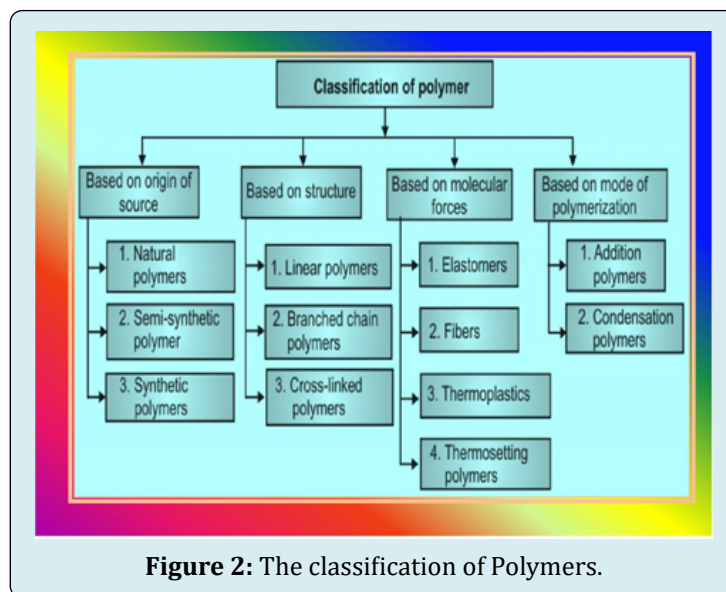 Classification of polymer
Based on origin of
source
1. Natural
polymers
2. Semi-synthetic
polymer
3. Synthetic
polymers
Based on structure
1. Linear polymers
2. Branched chain
polymers
3. Cross-linked
polymers
Based on molecular
forces
1. Elastomers
2. Fibers
3. Thermoplastics
4. Thermosetting
polymers
Based on mode of
polymerization
1. Addition
polymers
2. Condensation
polymers
Figure 2: The classification of Polymers.